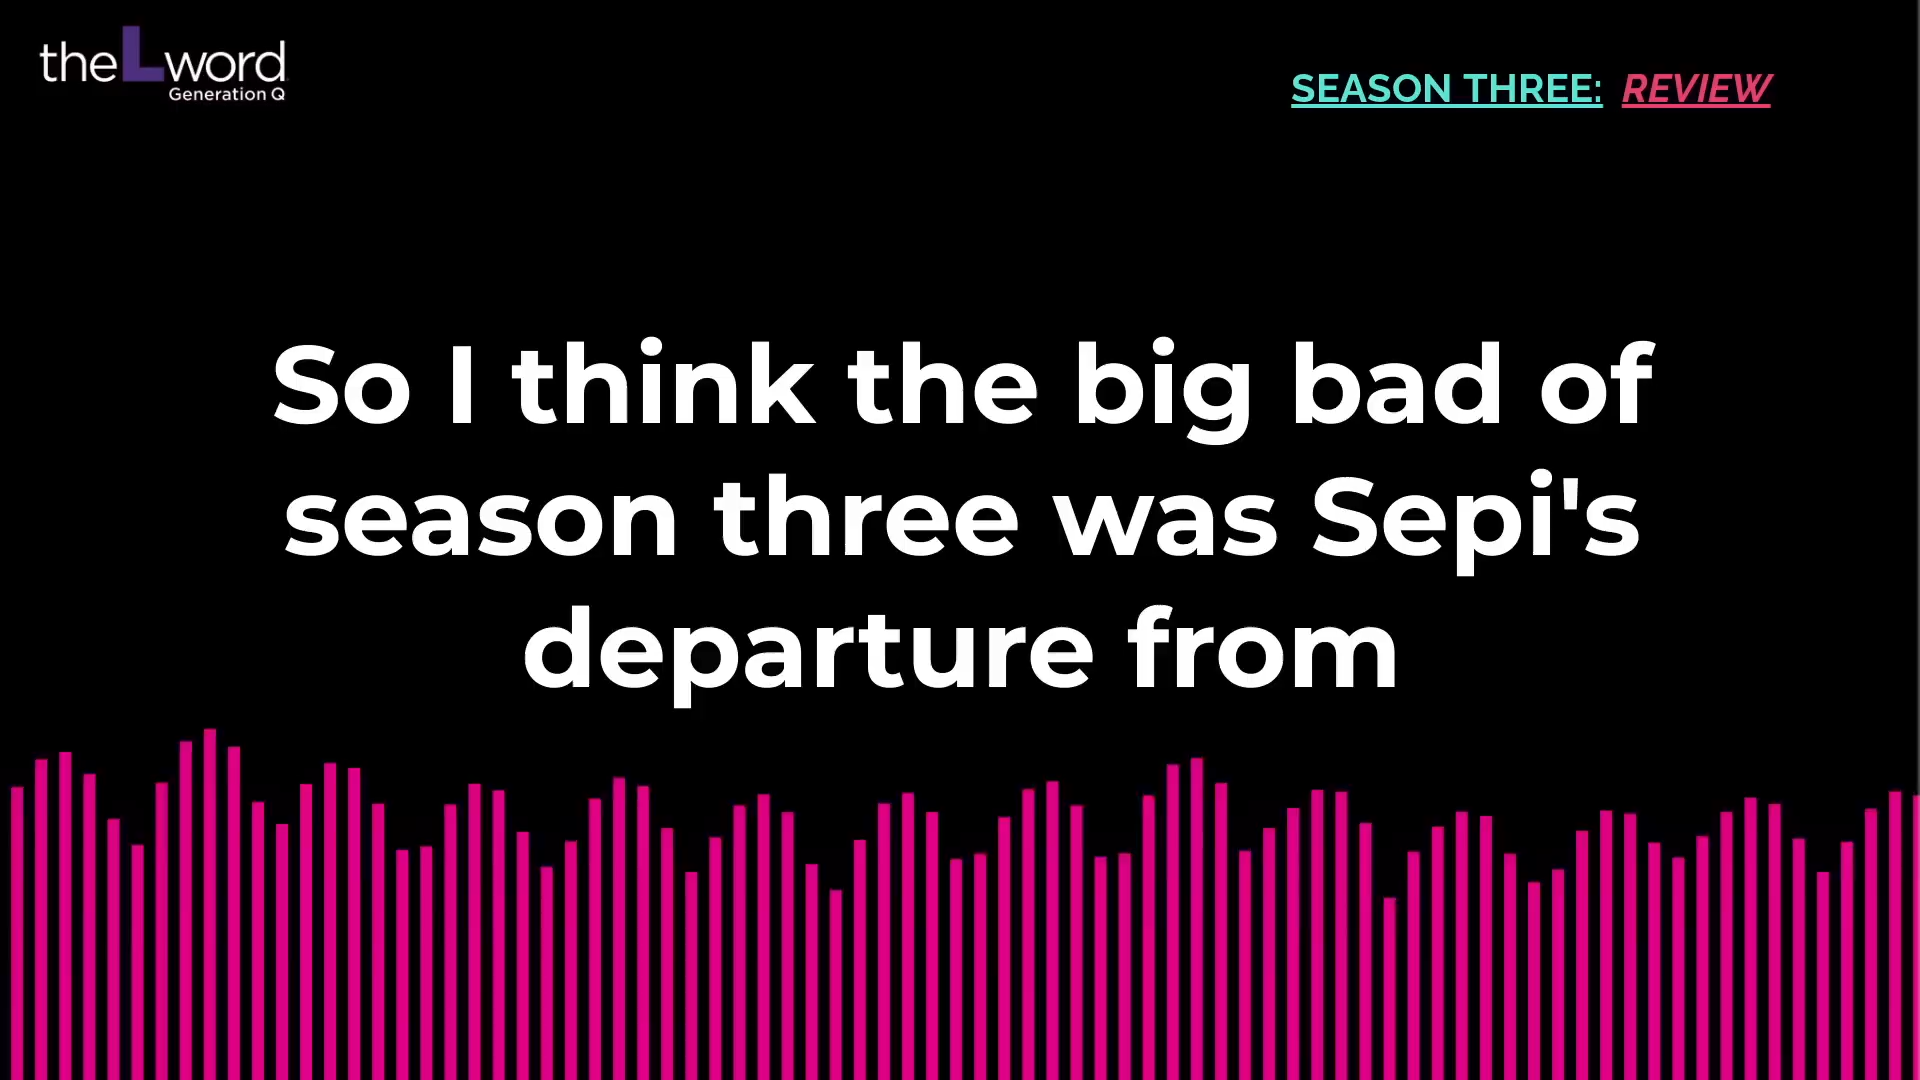 the L word
Generation Q
SEASON THREE: REVIEW
So I think the big bad of
season three was Sepi's
departure from